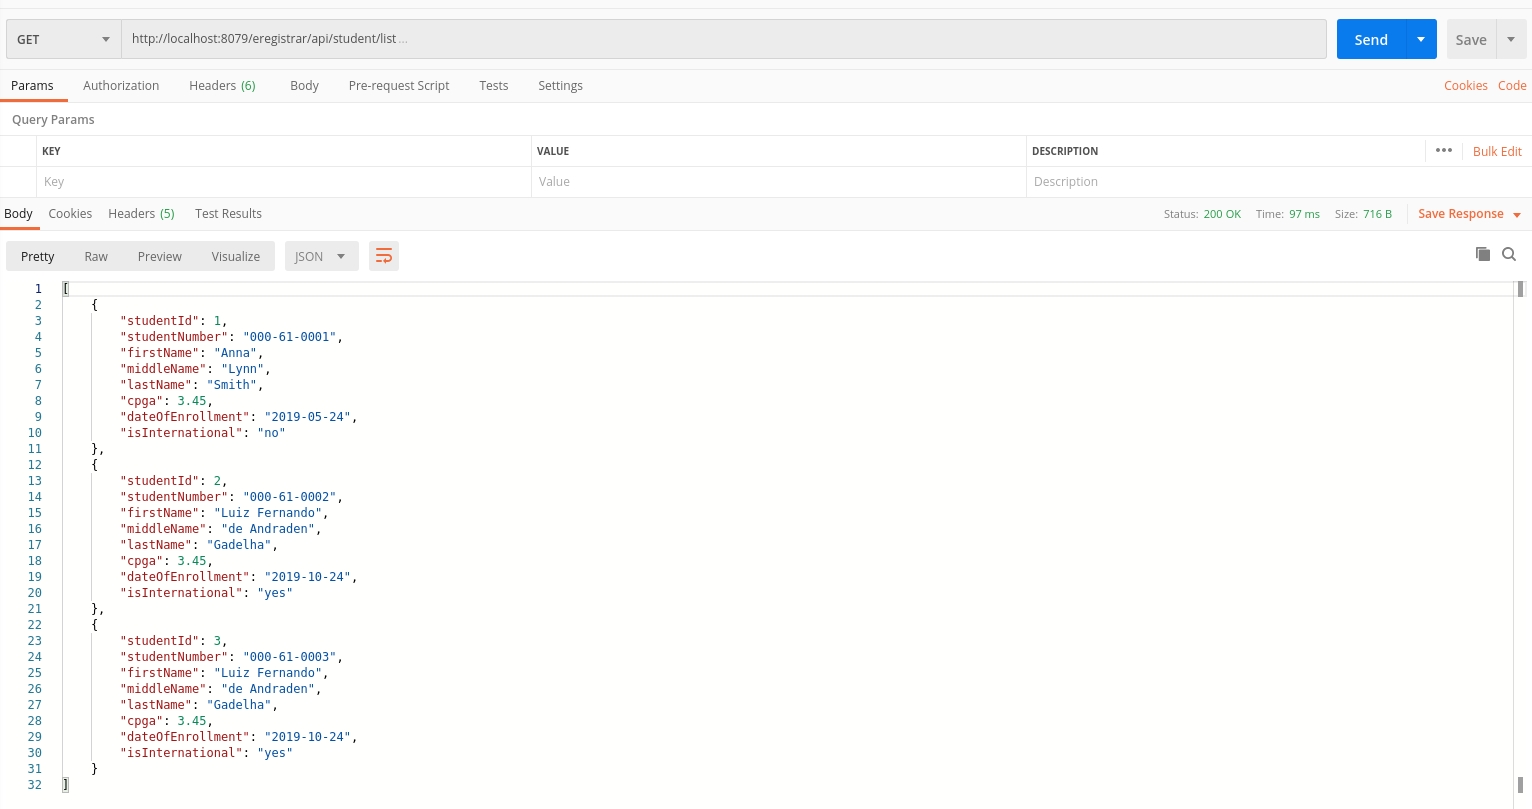 GET http://localhost:8079/eregistrar/api/student/list ... Send Save
Params Authorization Headers (6) Body Pre-request Script Tests Settings Cookies Code
Query Params
KEY VALUE DESCRIPTION ••• Bulk Edit
Key Value Description
Body Cookies Headers (5) Test Results Status: 200 OK Time: 97 ms Size: 716 B Save Response
Pretty Raw Preview Visualize JSON
1 [
2 {
3 "studentId": 1,
4 "studentNumber": "000-61-0001",
5 "firstName": "Anna",
6 "middleName": "Lynn",
7 "lastName": "Smith",
8 "cpga": 3.45,
9 "dateOfEnrollment": "2019-05-24",
10 "isInternational": "no"
11 },
12 {
13 "studentId": 2,
14 "studentNumber": "000-61-0002",
15 "firstName": "Luiz Fernando",
16 "middleName": "de Andraden",
17 "lastName": "Gadelha",
18 "cpga": 3.45,
19 "dateOfEnrollment": "2019-10-24",
20 "isInternational": "yes"
21 },
22 {
23 "studentId": 3,
24 "studentNumber": "000-61-0003",
25 "firstName": "Luiz Fernando",
26 "middleName": "de Andraden",
27 "lastName": "Gadelha",
28 "cpga": 3.45,
29 "dateOfEnrollment": "2019-10-24",
30 "isInternational": "yes"
31 }
32 ]